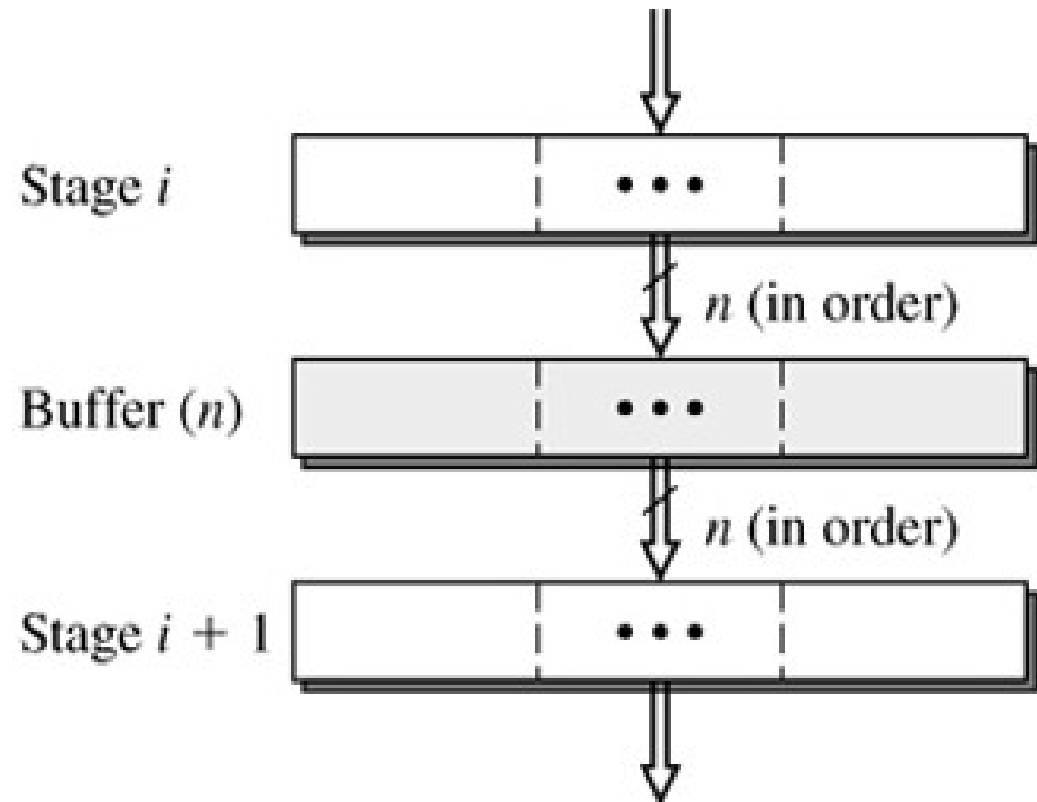 Stage i
• • •
n (in order)
Buffer (n)
• • •
n (in order)
Stage i + 1
• • •